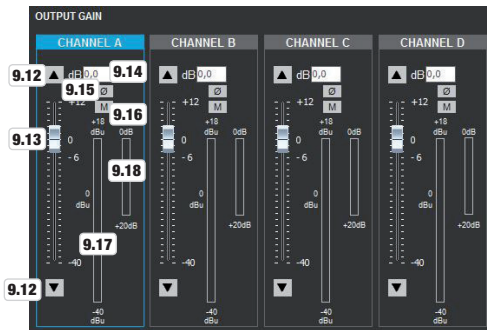 OUTPUT GAIN
CHANNEL A CHANNEL B CHANNEL C CHANNEL D
9.12 ▲ dB 0,0 9.14 ▲ dB 0,0 ▲ dB 0,0 ▲ dB 0,0
9.15 Ø Ø Ø Ø
+12 M 9.16 +12 M +12 M +12 M
+18 +18 +18 +18
dBu 0dB dBu 0dB dBu 0dB dBu 0dB
9.13 0 0 0 0
- 6 - 6 - 6 - 6
9.18
0 0 0 0
dBu dBu dBu dBu
+20dB +20dB +20dB +20dB
9.17
-40 -40 -40 -40
9.12 ▼ ▼ ▼ ▼
-40 -40 -40 -40
dBu dBu dBu dBu